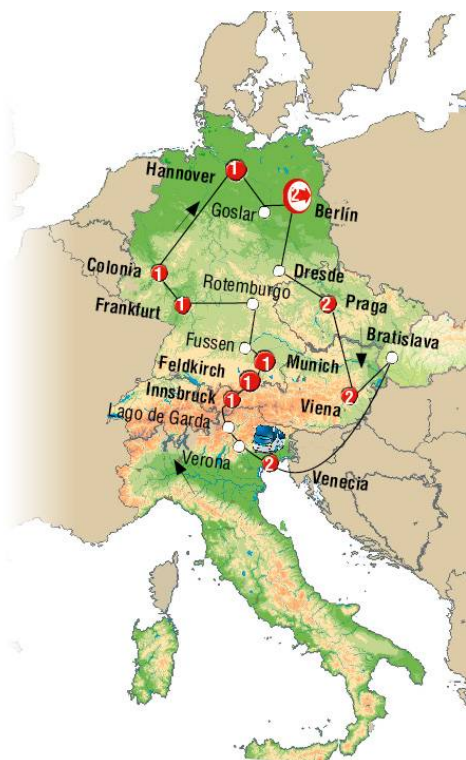 Hannover 1
2 Berlín
Goslar
Colonia 1
Dresde
Rotemburgo
Frankfurt 1
2 Praga
Bratislava
Fussen
1 Munich
Feldkirch 1
Innsbruck 1
2 Viena
Lago de Garda
Verona
2 Venecia